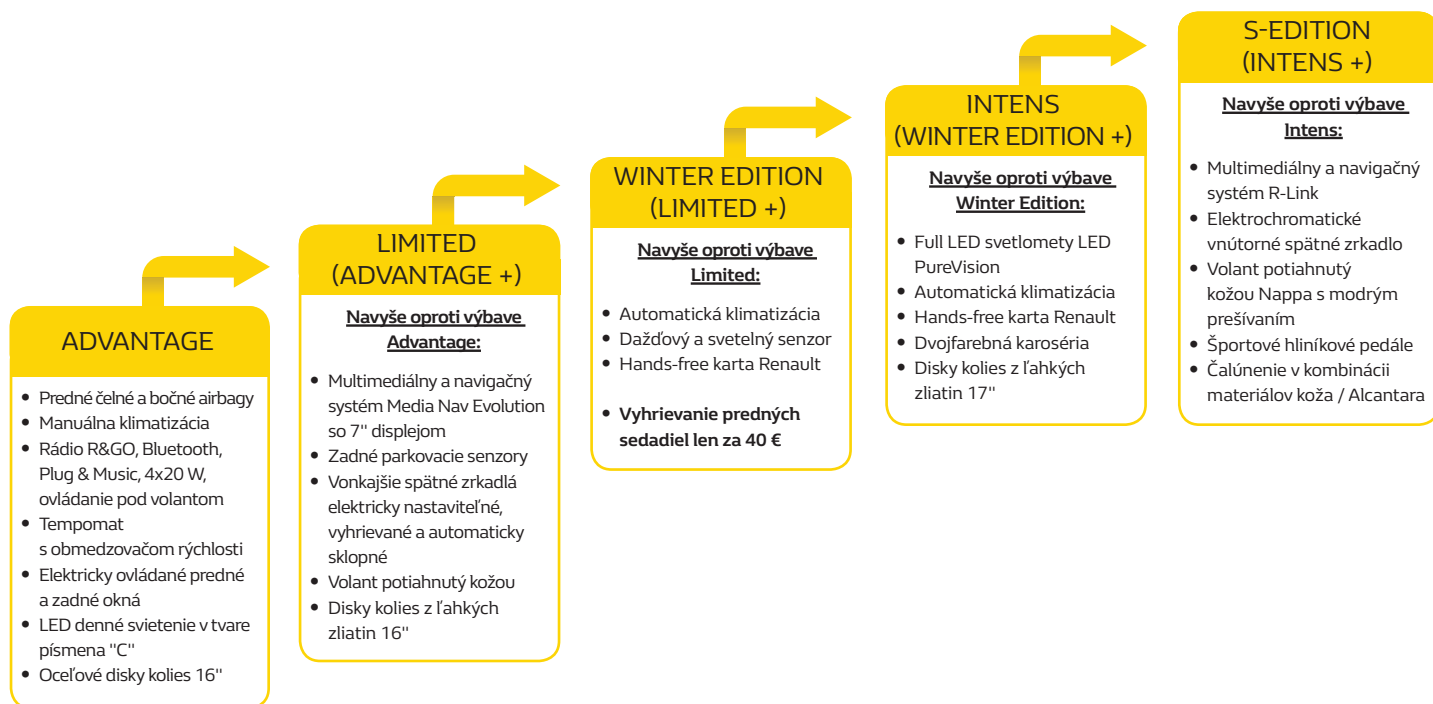 ADVANTAGE
• Predné čelné a bočné airbagy
• Manuálna klimatizácia
• Rádio R&GO, Bluetooth,
Plug & Music, 4x20 W,
ovládanie pod volantom
• Tempomat
s obmedzovačom rýchlosti
• Elektricky ovládané predné
a zadné okná
• LED denné svietenie v tvare
písmena "C"
• Oceľové disky kolies 16"
LIMITED
(ADVANTAGE +)
Navyše oproti výbave
Advantage:
• Multimediálny a navigačný
systém Media Nav Evolution
so 7" displejom
• Zadné parkovacie senzory
• Vonkajšie spätné zrkadlá
elektricky nastaviteľné,
vyhrievané a automaticky
sklopné
• Volant potiahnutý kožou
• Disky kolies z ľahkých
zliatin 16"
WINTER EDITION
(LIMITED +)
Navyše oproti výbave
Limited:
• Automatická klimatizácia
• Dažďový a svetelný senzor
• Hands-free karta Renault
• Vyhrievanie predných
sedadiel len za 40 €
INTENS
(WINTER EDITION +)
Navyše oproti výbave
Winter Edition:
• Full LED svetlomety LED
PureVision
• Automatická klimatizácia
• Hands-free karta Renault
• Dvojfarebná karoséria
• Disky kolies z ľahkých
zliatin 17"
S-EDITION
(INTENS +)
Navyše oproti výbave
Intens:
• Multimediálny a navigačný
systém R-Link
• Elektrochromatické
vnútorné spätné zrkadlo
• Volant potiahnutý
kožou Nappa s modrým
prešívaním
• Športové hliníkové pedále
• Čalúnenie v kombinácii
materiálov koža / Alcantara